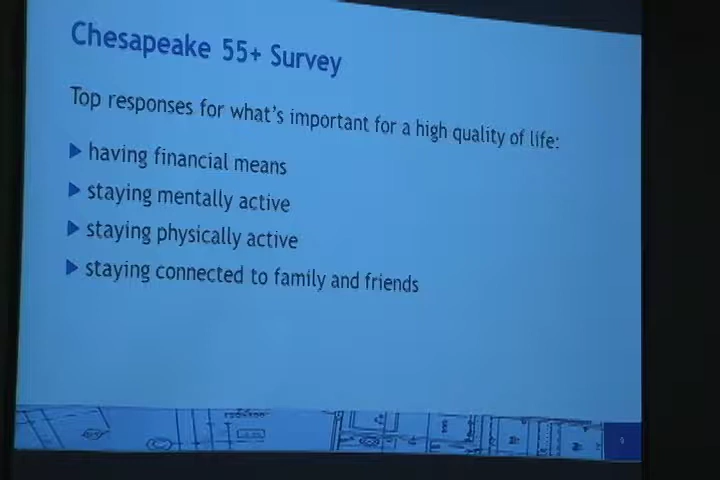 Chesapeake 55+ Survey
Top responses for what's important for a high quality of life:
having financial means
staying mentally active
staying physically active
staying connected to family and friends